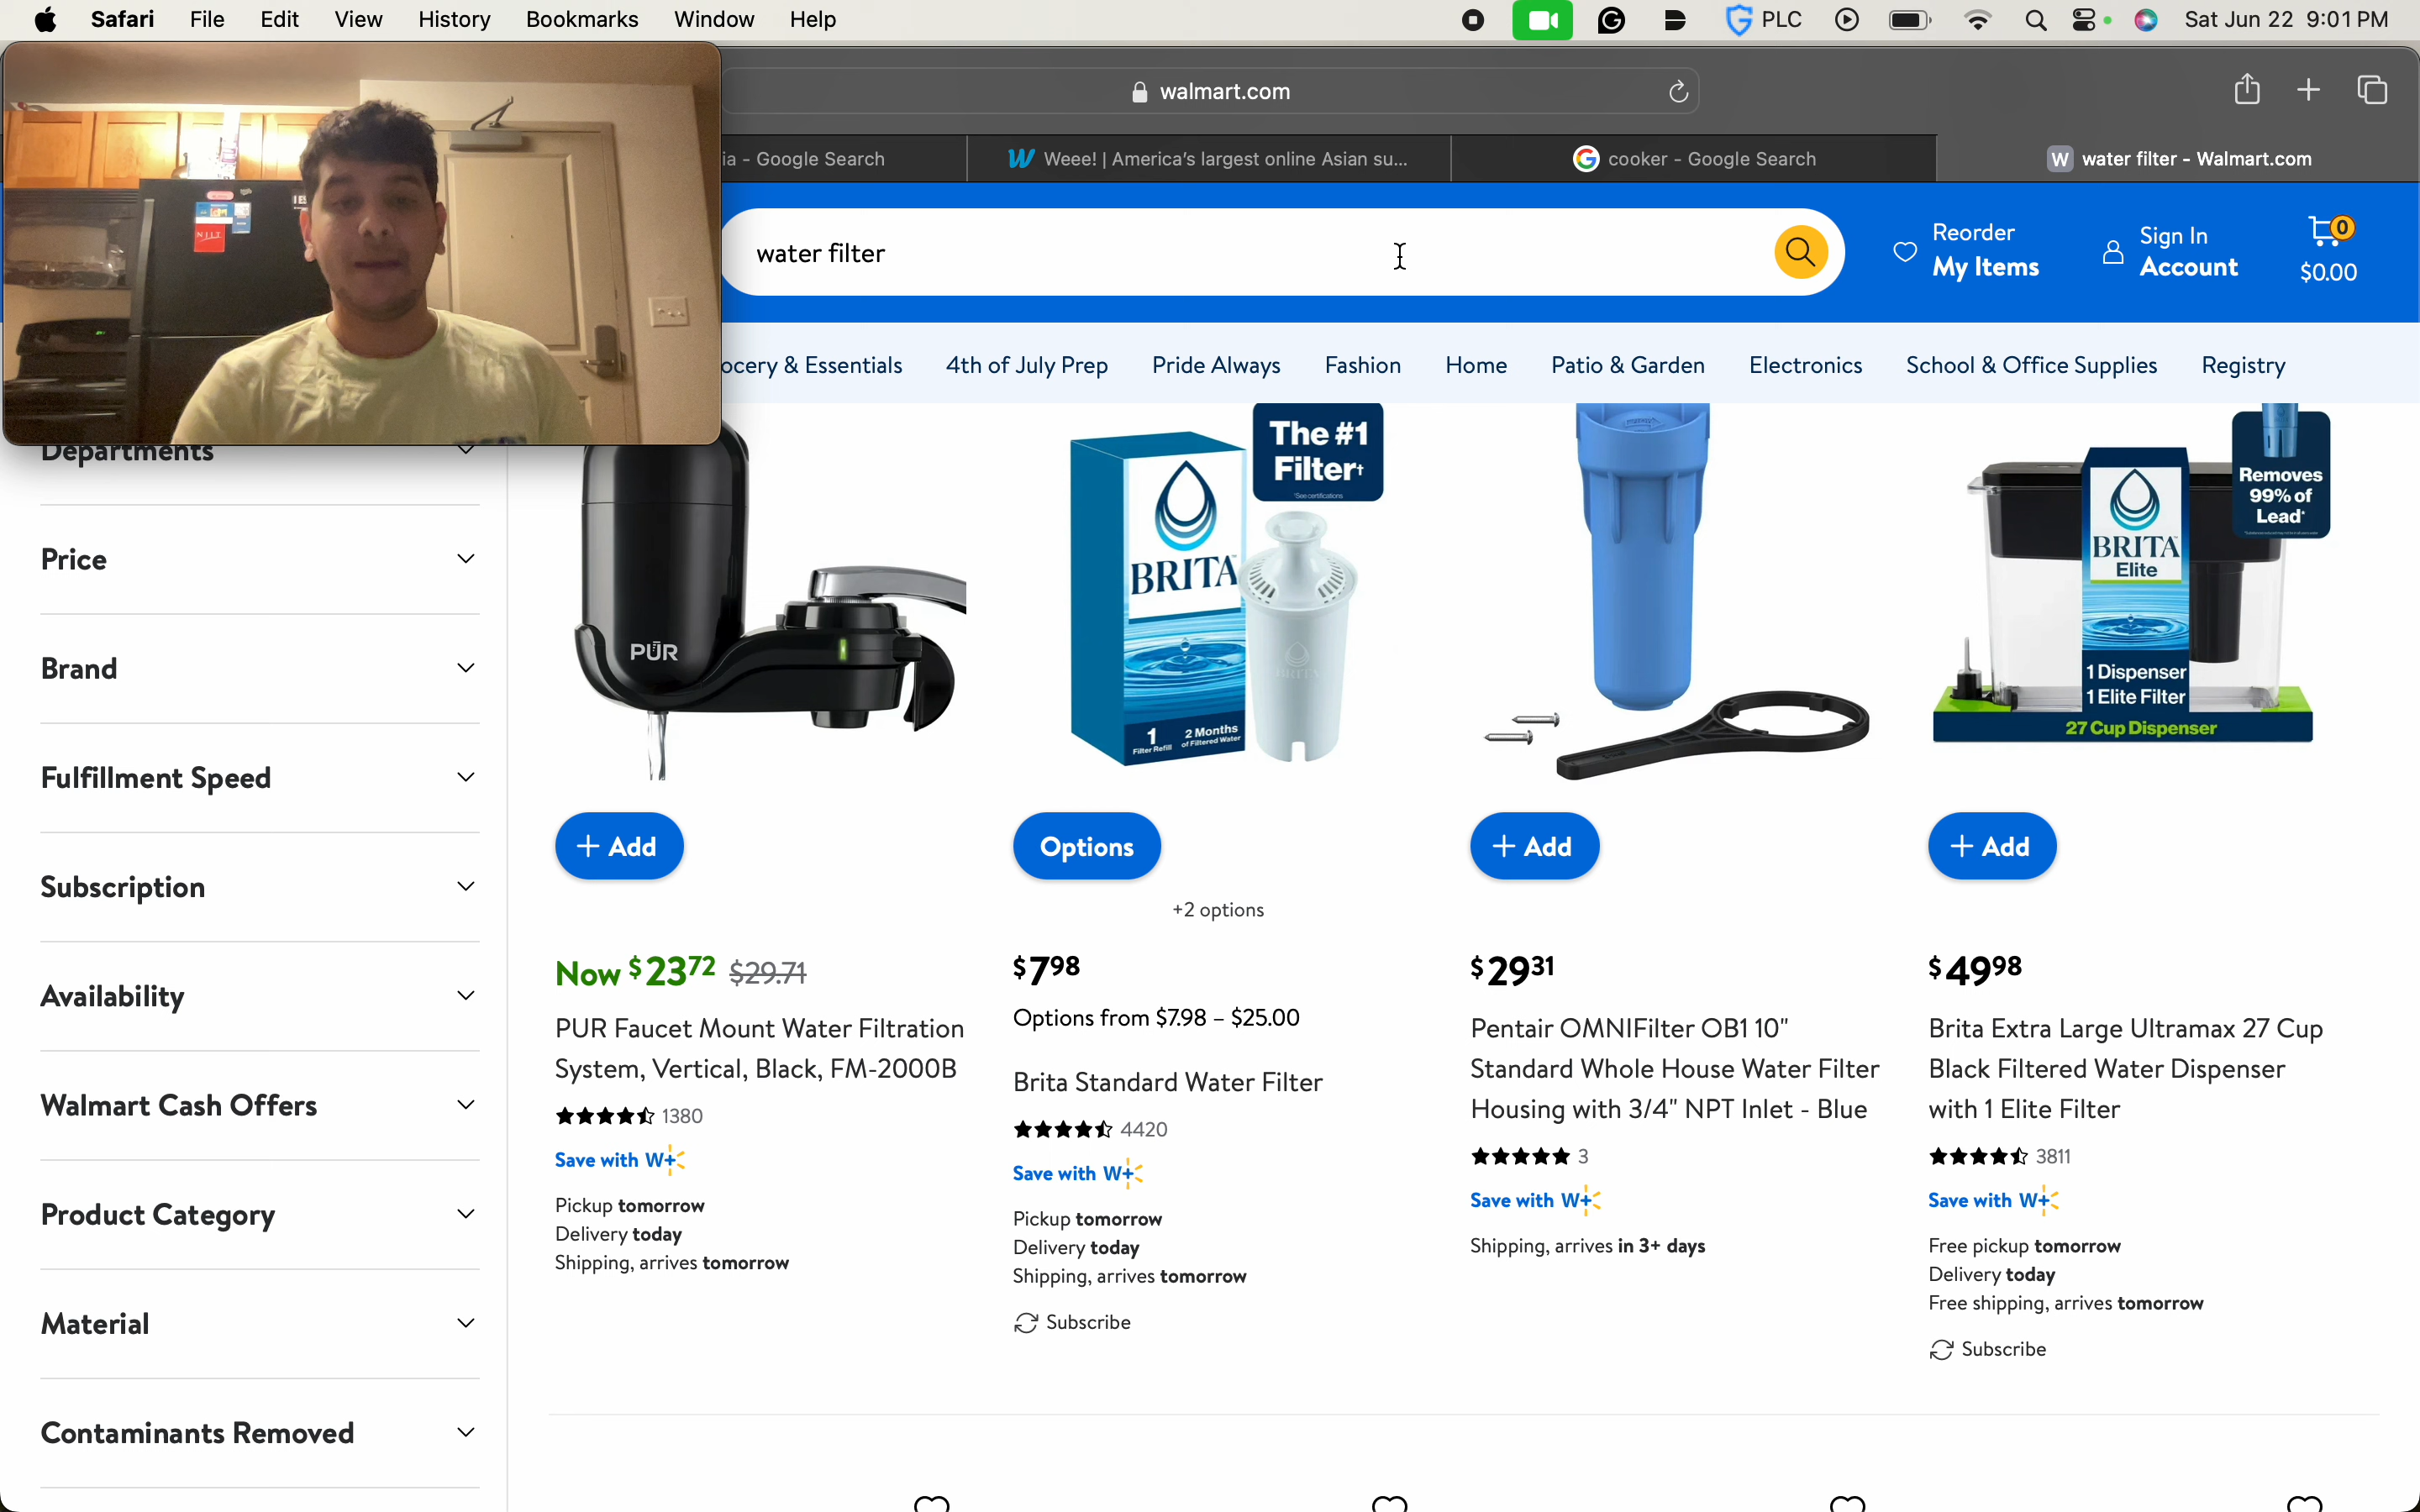 Safari File Edit View History Bookmarks Window Help PLC Sat Jun 22 9:01 PM
walmart.com
ia - Google Search
Weee! | America's largest online Asian su...
cooker - Google Search
W water filter - Walmart.com
NJIT
water filter
Reorder
My Items
Sign In
Account
0
$0.00
ocery & Essentials 4th of July Prep Pride Always Fashion Home Patio & Garden Electronics School & Office Supplies Registry
Departments
Price
Brand
Fulfillment Speed
Subscription
Availability
Walmart Cash Offers
Product Category
Material
Contaminants Removed
PUR
+ Add
Now $23.72 $29.71
PUR Faucet Mount Water Filtration
System, Vertical, Black, FM-2000B
1380
Save with W+
Pickup tomorrow
Delivery today
Shipping, arrives tomorrow
The #1
Filter†
BRITA
1
Filter Refill
2 Months
of Filtered Water
Options
+2 options
$7.98
Options from $7.98 – $25.00
Brita Standard Water Filter
4420
Save with W+
Pickup tomorrow
Delivery today
Shipping, arrives tomorrow
Subscribe
+ Add
$29.31
Pentair OMNIFilter OB1 10"
Standard Whole House Water Filter
Housing with 3/4" NPT Inlet - Blue
3
Save with W+
Shipping, arrives in 3+ days
Removes
99% of
Lead*
BRITA
Elite
1 Dispenser
1 Elite Filter
27 Cup Dispenser
+ Add
$49.98
Brita Extra Large Ultramax 27 Cup
Black Filtered Water Dispenser
with 1 Elite Filter
3811
Save with W+
Free pickup tomorrow
Delivery today
Free shipping, arrives tomorrow
Subscribe